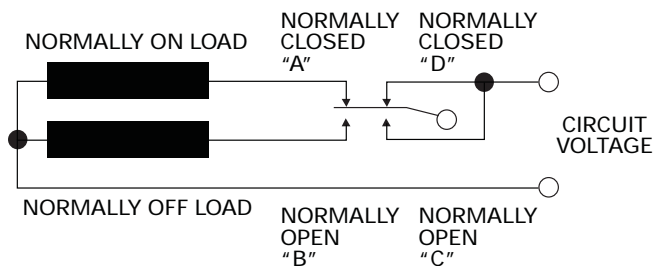 NORMALLY ON LOAD
NORMALLY
CLOSED
"A"
NORMALLY
CLOSED
"D"
CIRCUIT
VOLTAGE
NORMALLY OFF LOAD
NORMALLY
OPEN
"B"
NORMALLY
OPEN
"C"